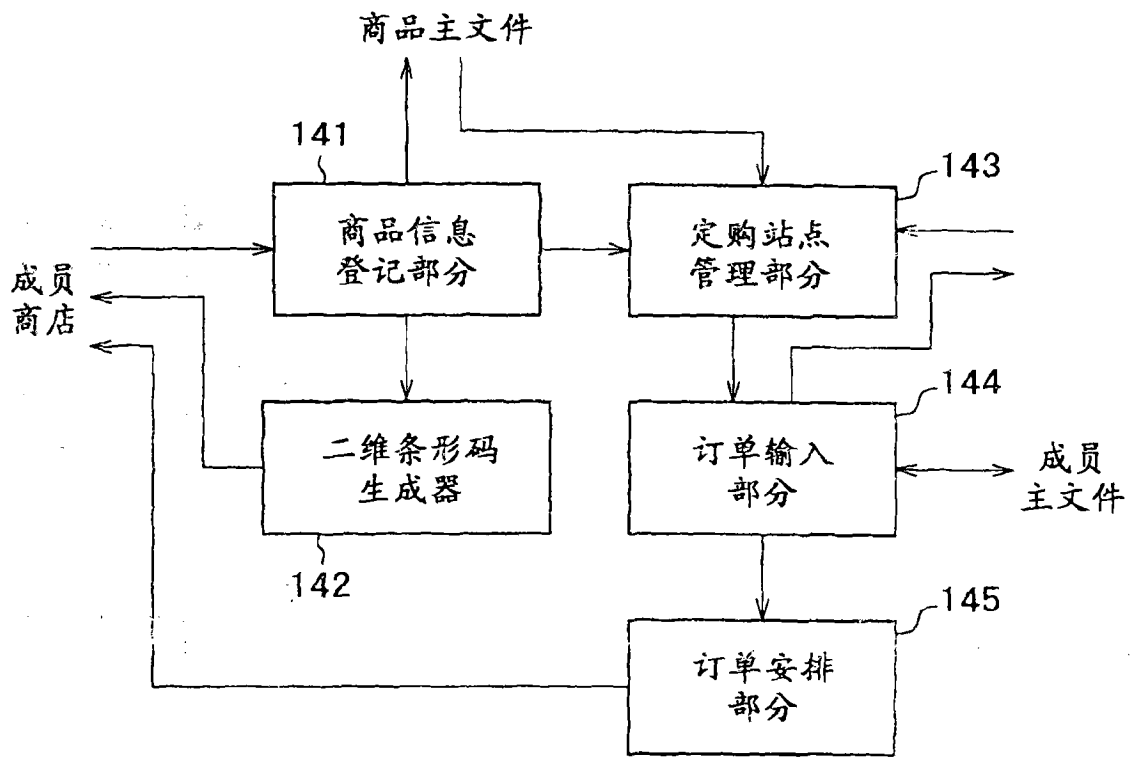 商品主文件
141
143
商品信息
登记部分
定购站点
管理部分
成员
商店
144
二维条形码
生成器
订单输入
部分
成员
主文件
142
145
订单安排
部分